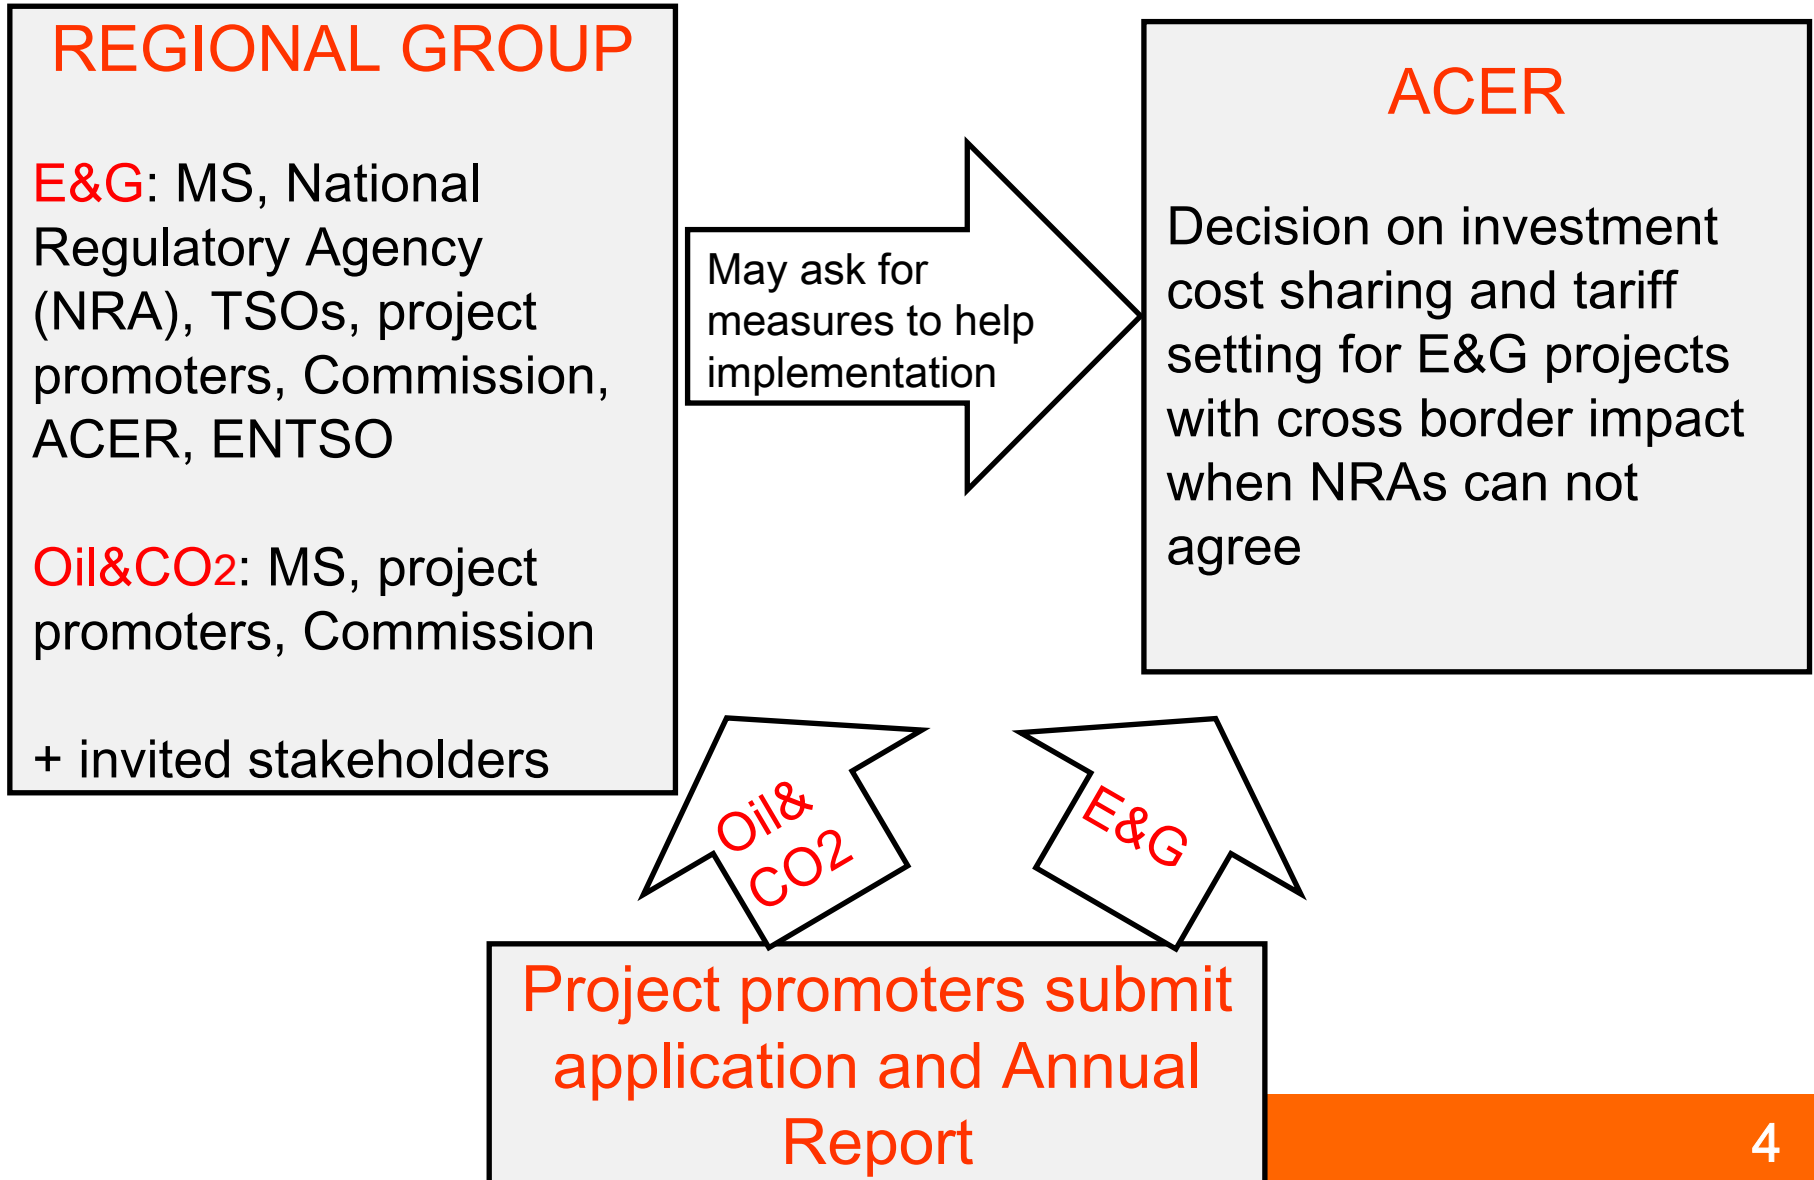 REGIONAL GROUP
E&G: MS, National
Regulatory Agency
(NRA), TSOs, project
promoters, Commission,
ACER, ENTSO
Oil&CO2: MS, project
promoters, Commission
+ invited stakeholders
May ask for
measures to help
implementation
ACER
Decision on investment
cost sharing and tariff
setting for E&G projects
with cross border impact
when NRAs can not
agree
Oil&
CO2
E&G
Project promoters submit
application and Annual
Report
4